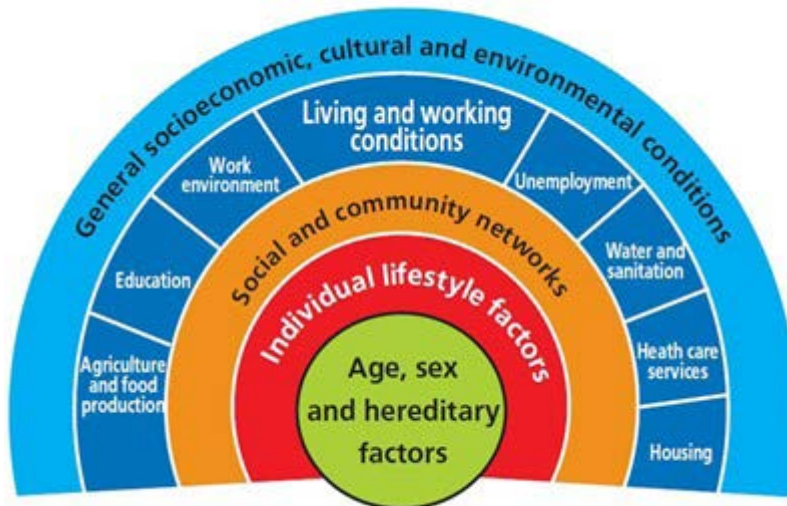 General socioeconomic, cultural and environmental conditions
Living and working
conditions
Work
environment
Unemployment
Education
Water and
sanitation
Agriculture
and food
production
Heath care
services
Housing
Social and community networks
Individual lifestyle factors
Age, sex
and hereditary
factors